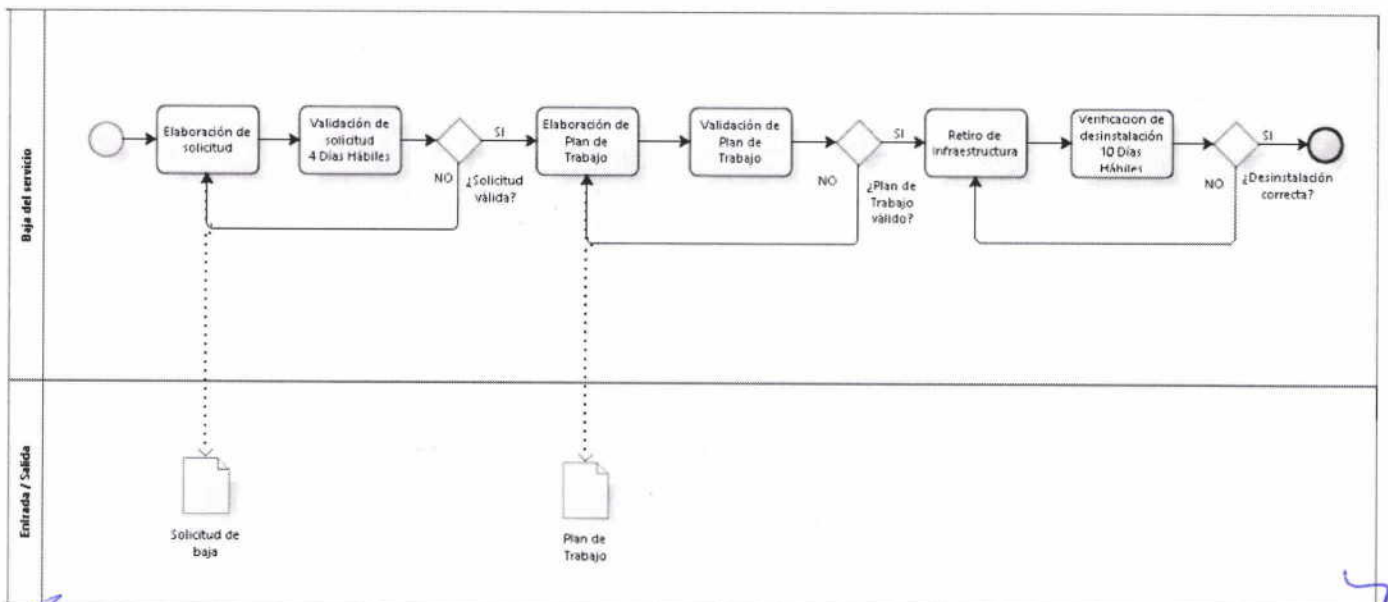 Baja del servicio
Elaboración de
solicitud
Validación de
solicitud
4 Días Hábiles
SI
NO
¿Solicitud
válida?
Elaboración de
Plan de
Trabajo
Validación de
Plan de
Trabajo
SI
NO
¿Plan de
Trabajo
válido?
Retiro de
Infraestructura
Verificación de
desinstalación
10 Días
Hábiles
SI
NO
¿Desinstalación
correcta?
Entrada / Salida
Solicitud de
baja
Plan de
Trabajo